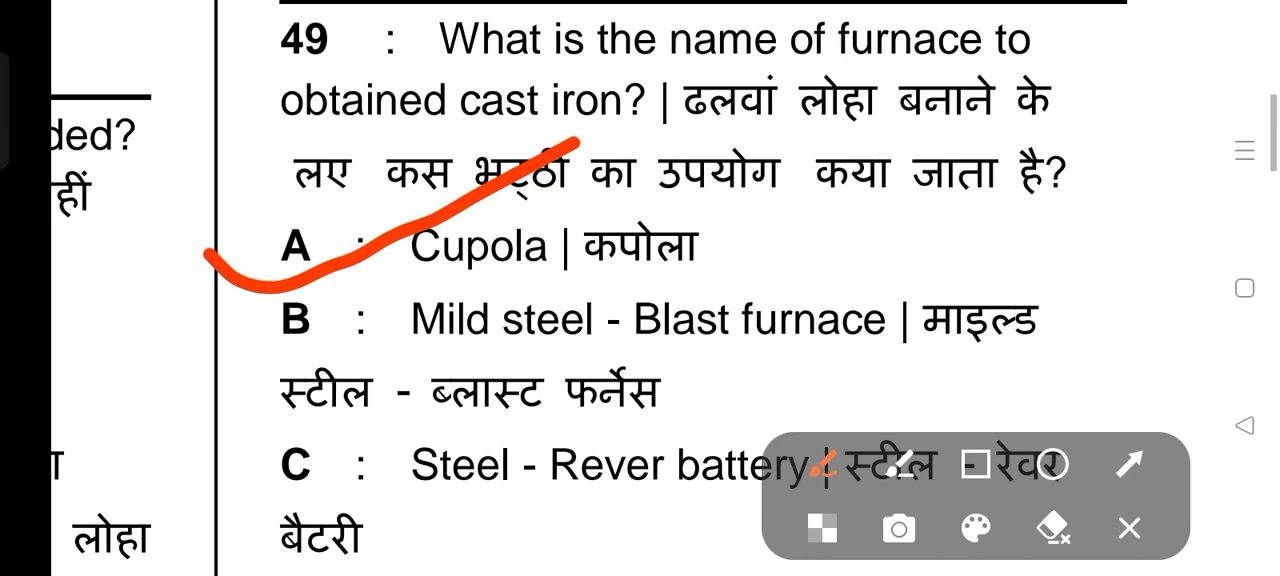 49 : What is the name of furnace to
obtained cast iron? | ढलवां लोहा बनाने के
लए कस भट्ठी का उपयोग कया जाता है?
A : Cupola | कपोला
B : Mild steel - Blast furnace | माइल्ड
स्टील - ब्लास्ट फर्नेस
C : Steel - Rever battery | स्टील - रेवर
बैटरी
ded?
हीं
लोहा